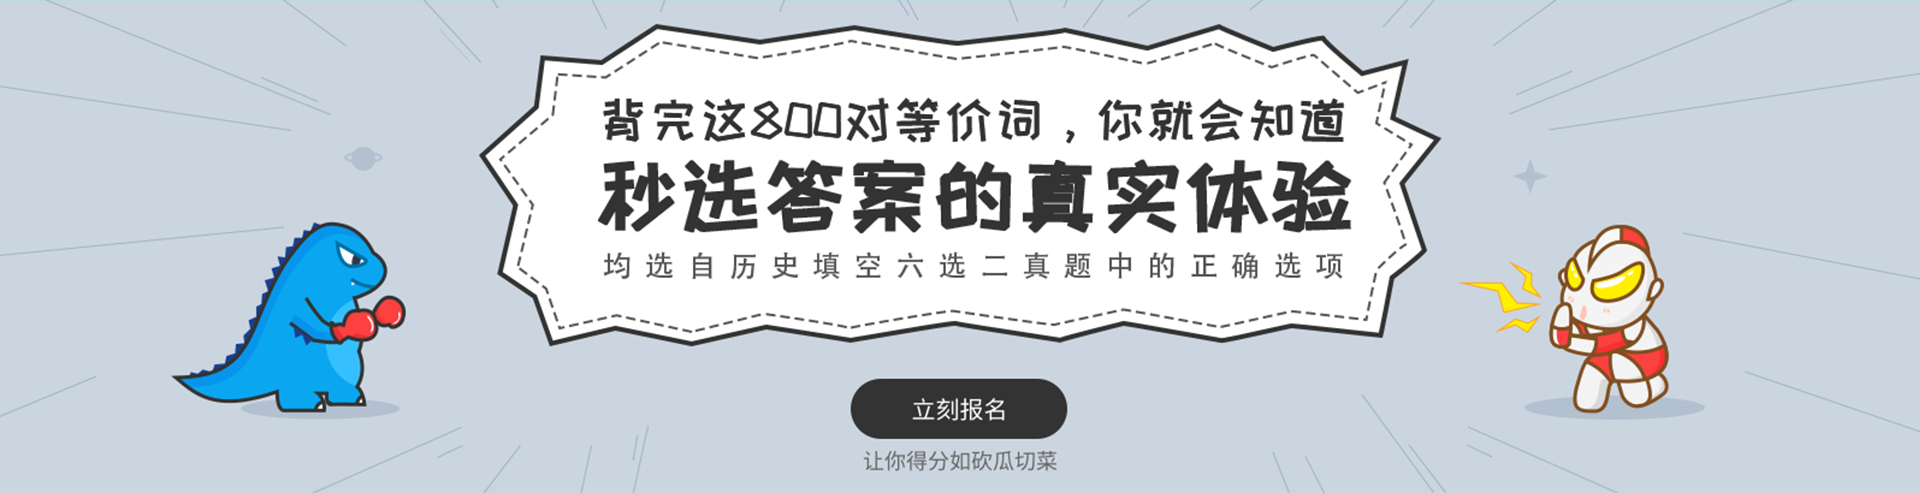 背完这800对等价词，你就会知道
秒选答案的真实体验
均选自历史填空六选二真题中的正确选项
立刻报名
让你得分如砍瓜切菜